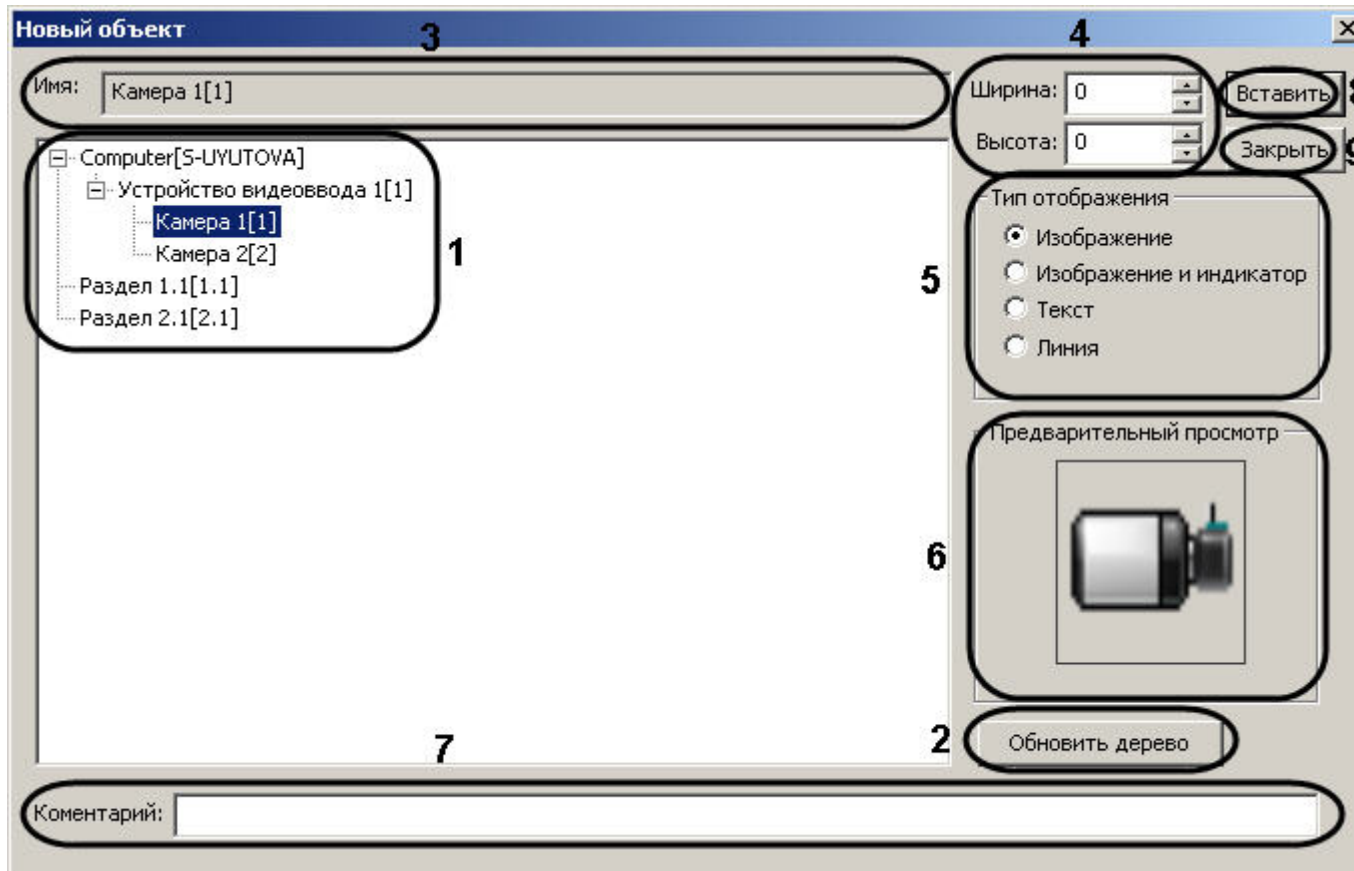 Новый объект
3
4
Имя: Камера 1[1]
Ширина: 0
Вставить 8
Высота: 0
Закрыть 9
Computer[S-UYUTOVA]
Устройство видеоввода 1[1]
Камера 1[1]
Камера 2[2]
Раздел 1.1[1.1]
Раздел 2.1[2.1]
1
Тип отображения
Изображение
Изображение и индикатор
Текст
Линия
5
Предварительный просмотр
6
2 Обновить дерево
7
Коментарий: